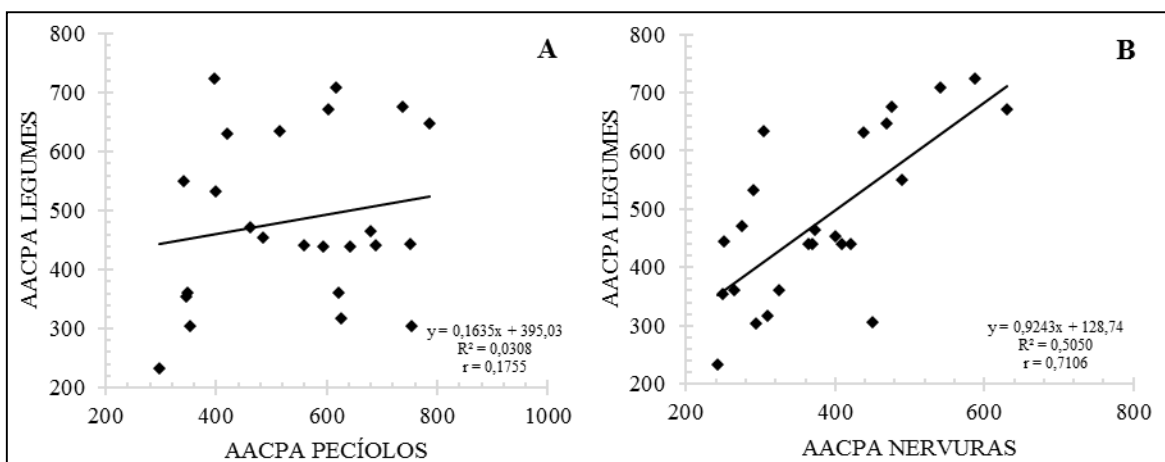 A
AACPA LEGUMES
800
700
600
500
400
300
200
y = 0,1635x + 395,03
R² = 0,0308
r = 0,1755
200 400 600 800 1000
AACPA PECÍOLOS
B
AACPA LEGUMES
800
700
600
500
400
300
200
y = 0,9243x + 128,74
R² = 0,5050
r = 0,7106
200 400 600 800
AACPA NERVURAS